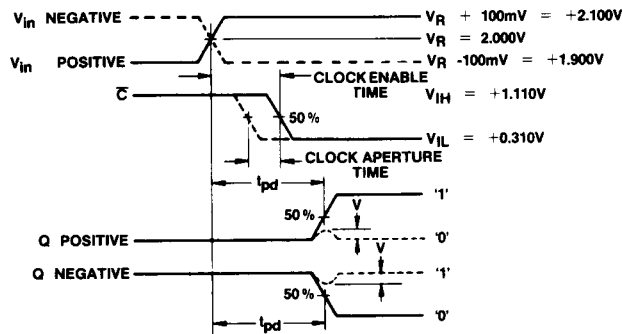 Vin NEGATIVE
VR + 100mV = +2.100V
VR = 2.000V
Vin POSITIVE
VR -100mV = +1.900V
CLOCK ENABLE
TIME
C̅
VIH = +1.110V
50 %
VIL = +0.310V
CLOCK APERTURE
TIME
tpd
'1'
50 %
V
Q POSITIVE
'0'
Q NEGATIVE
V
'1'
50 %
'0'
tpd